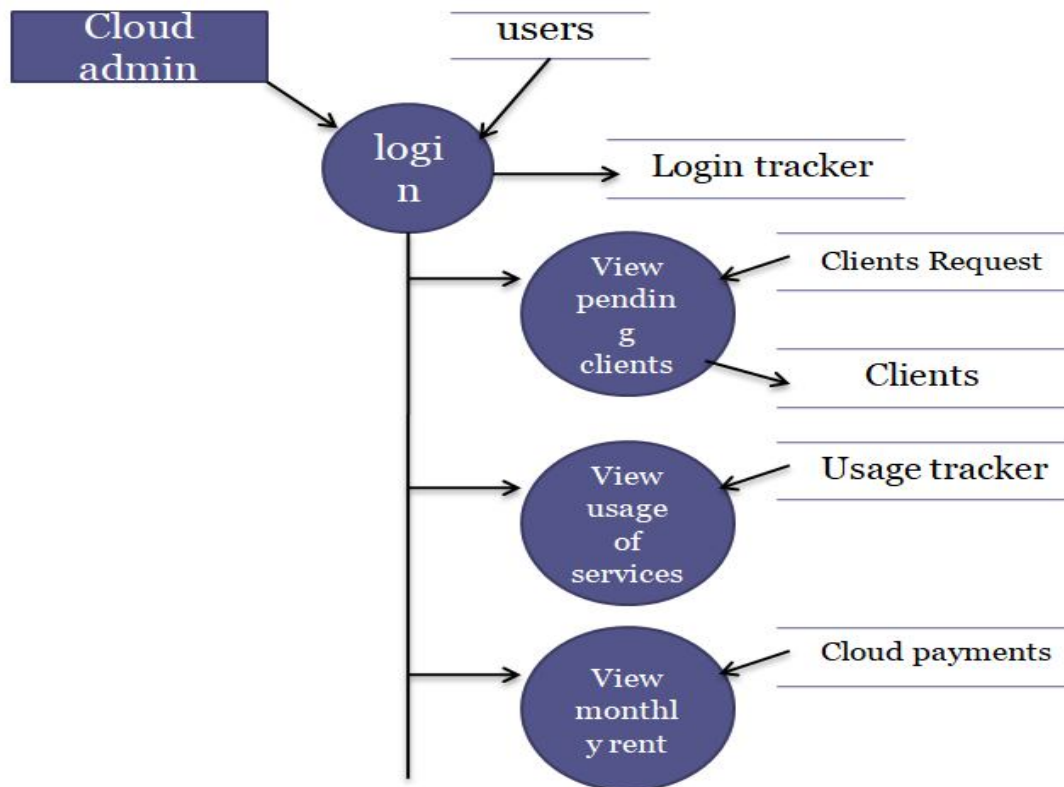 Cloud
admin
users
logi
n
Login tracker
View
pendin
g
clients
Clients Request
Clients
View
usage
of
services
Usage tracker
View
monthl
y rent
Cloud payments